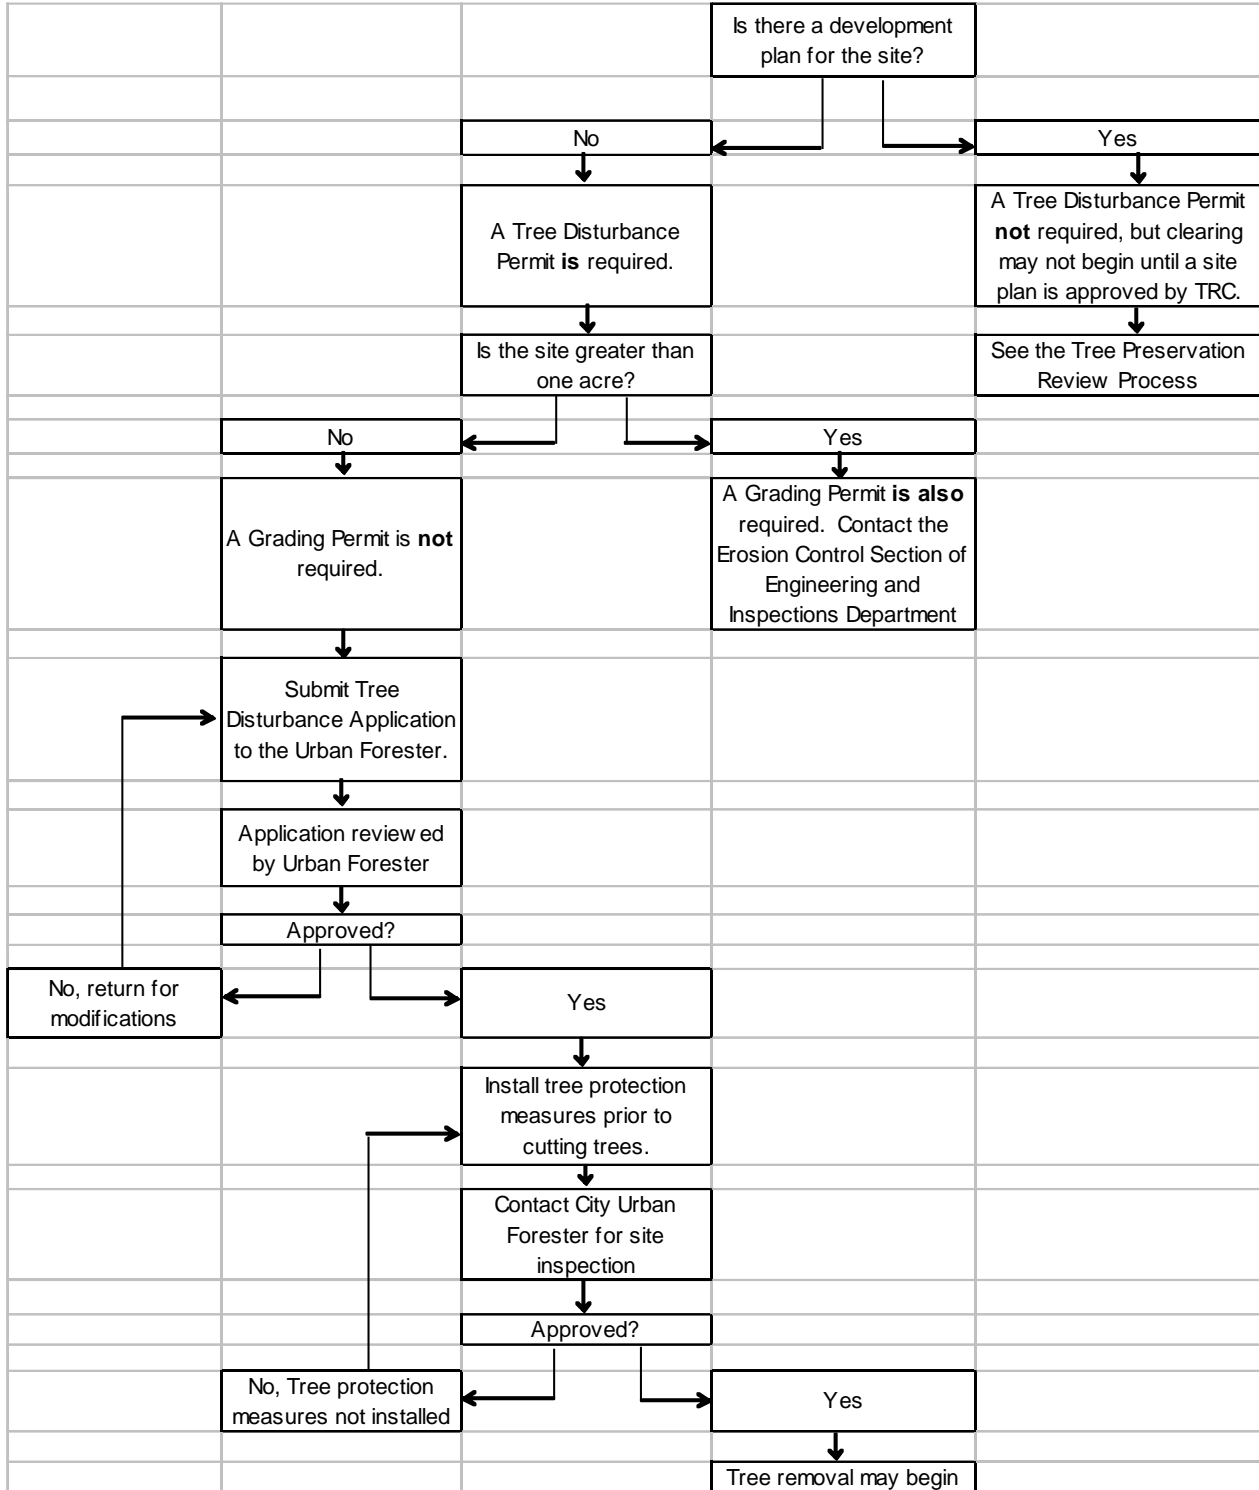 Is there a development
plan for the site?
No
Yes
A Tree Disturbance
Permit is required.
A Tree Disturbance Permit
not required, but clearing
may not begin until a site
plan is approved by TRC.
Is the site greater than
one acre?
See the Tree Preservation
Review Process
No
Yes
A Grading Permit is not
required.
A Grading Permit is also
required. Contact the
Erosion Control Section of
Engineering and
Inspections Department
Submit Tree
Disturbance Application
to the Urban Forester.
Application reviewed
by Urban Forester
Approved?
No, return for
modifications
Yes
Install tree protection
measures prior to
cutting trees.
Contact City Urban
Forester for site
inspection
Approved?
No, Tree protection
measures not installed
Yes
Tree removal may begin